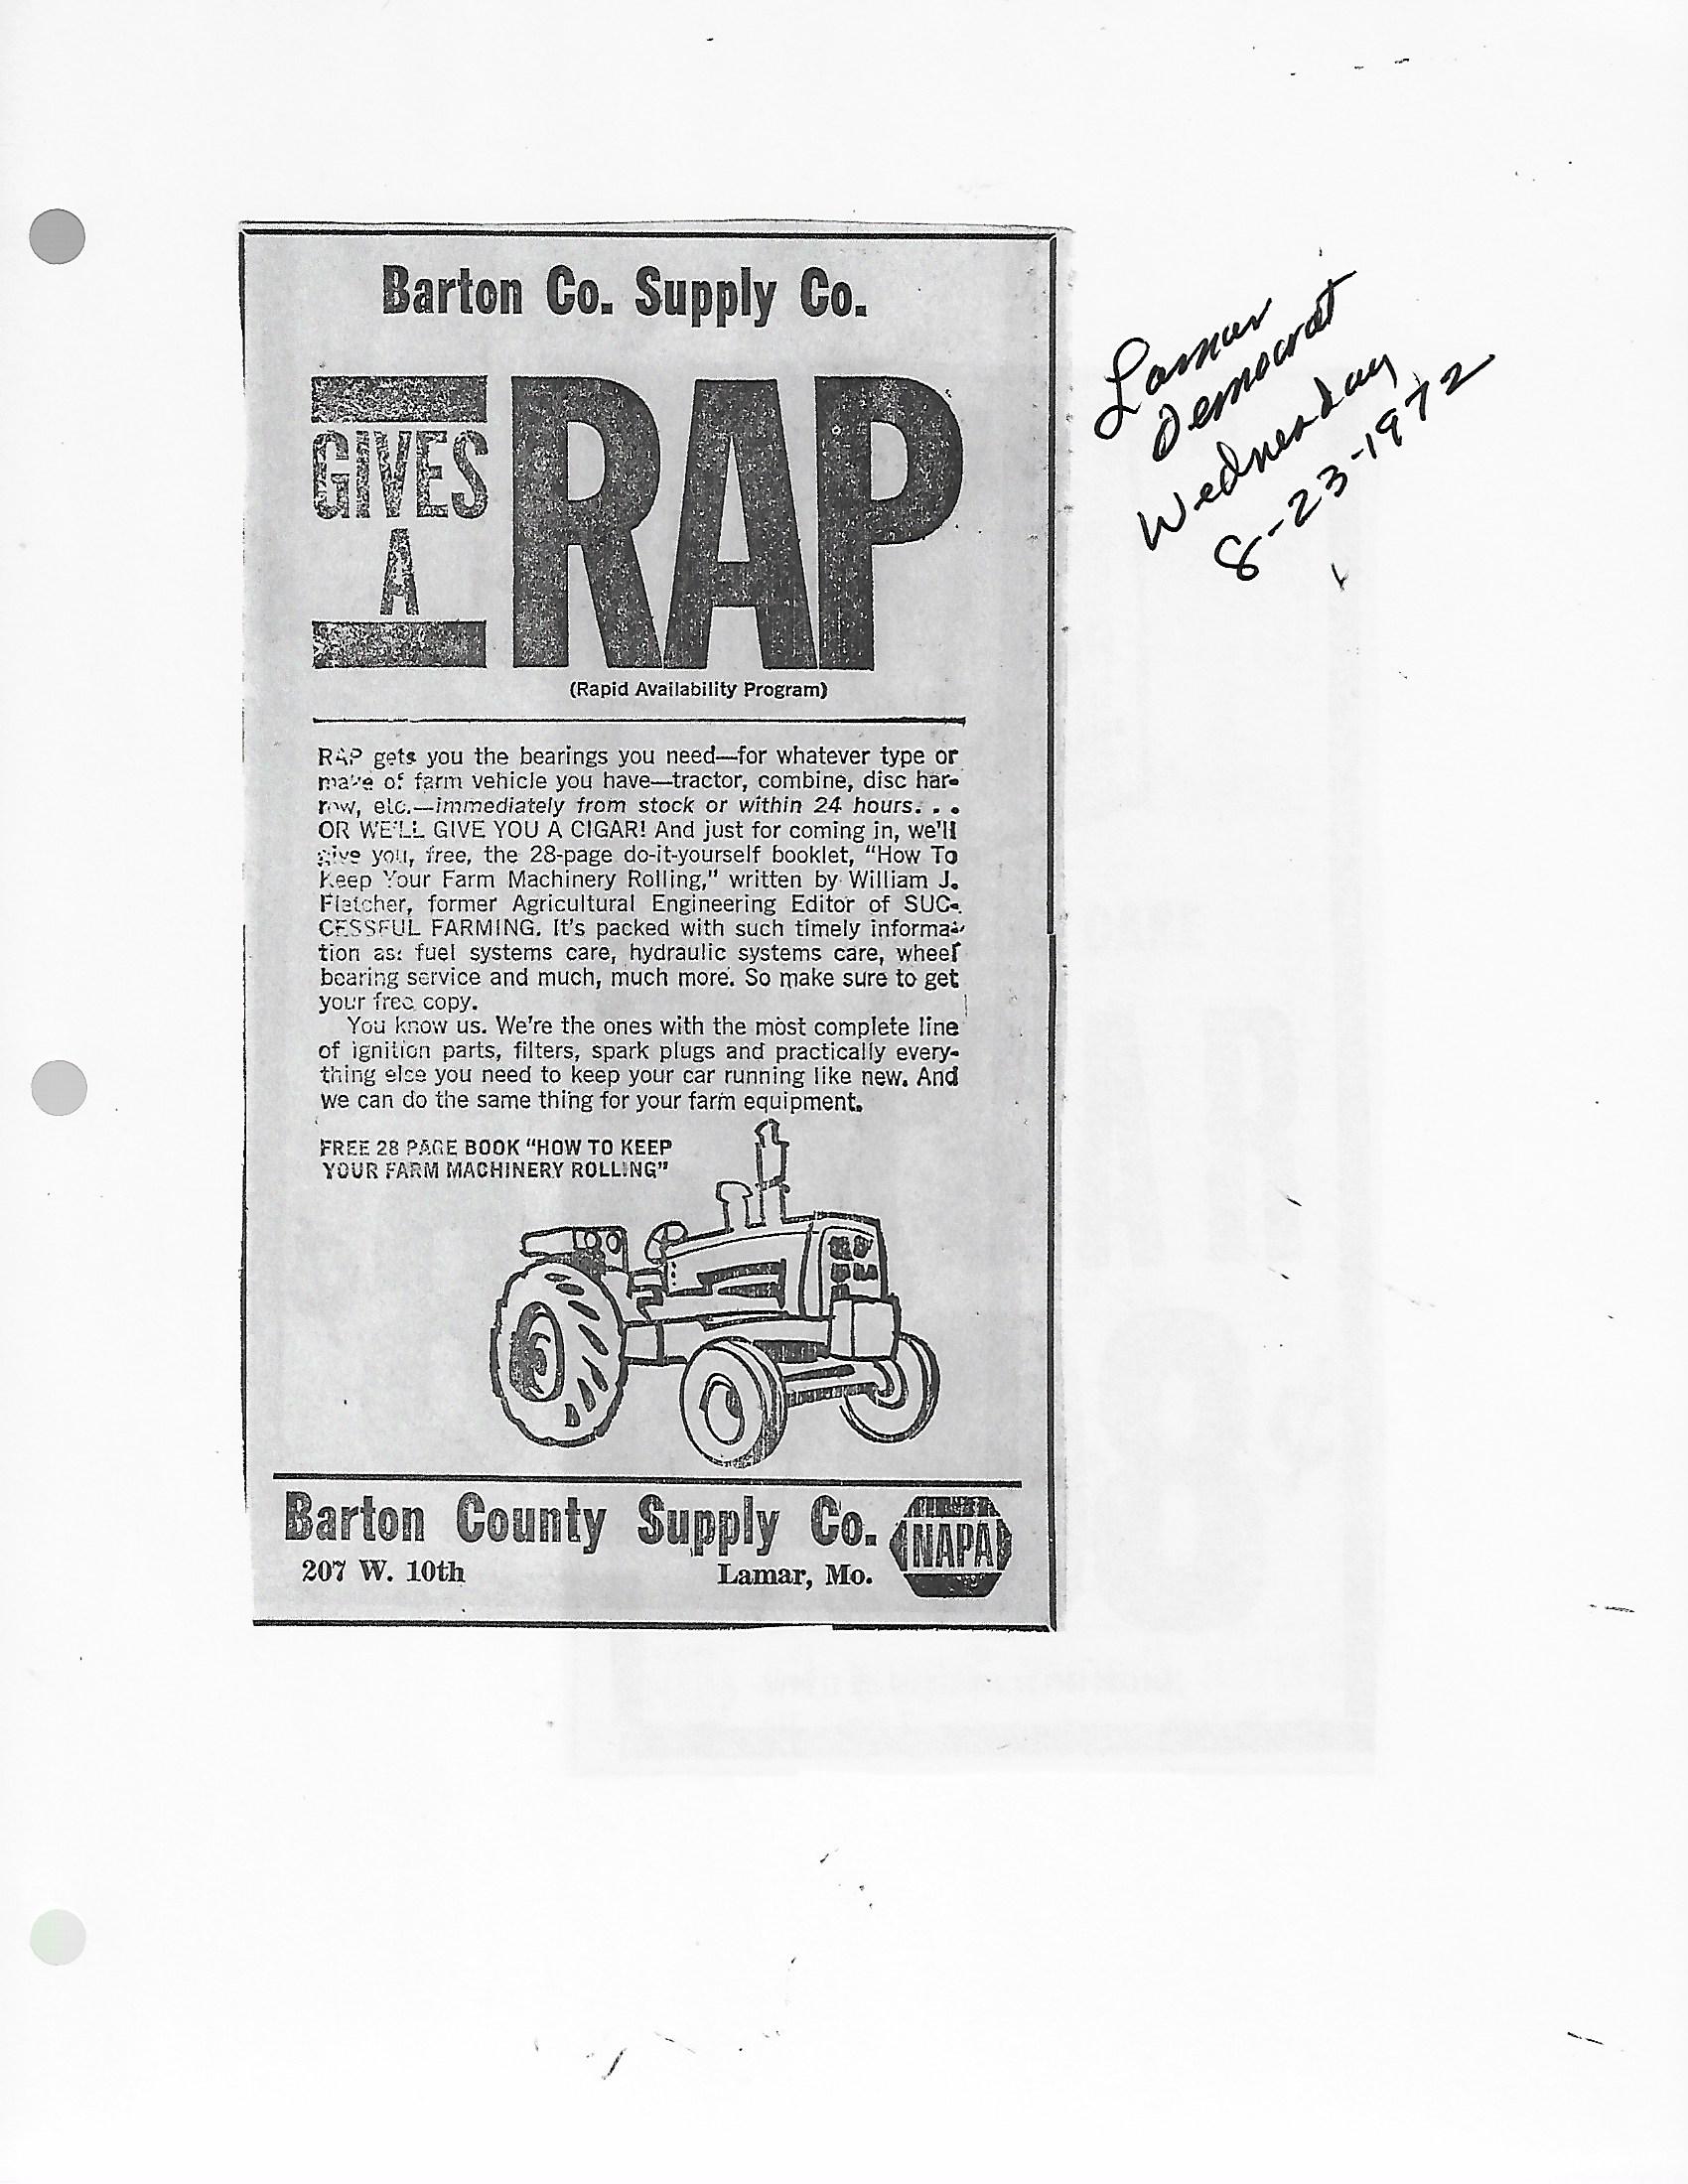 Barton Co. Supply Co.
GIVES
A
RAP
(Rapid Availability Program)
RAP gets you the bearings you need—for whatever type or
make of farm vehicle you have—tractor, combine, disc har-
row, etc.—immediately from stock or within 24 hours. . .
OR WE'LL GIVE YOU A CIGAR! And just for coming in, we'll
give you, free, the 28-page do-it-yourself booklet, "How To
Keep Your Farm Machinery Rolling," written by William J.
Fletcher, former Agricultural Engineering Editor of SUC-
CESSFUL FARMING. It's packed with such timely informa-
tion as: fuel systems care, hydraulic systems care, wheel
bearing service and much, much more. So make sure to get
your free copy.
You know us. We're the ones with the most complete line
of ignition parts, filters, spark plugs and practically every-
thing else you need to keep your car running like new. And
we can do the same thing for your farm equipment.
FREE 28 PAGE BOOK "HOW TO KEEP
YOUR FARM MACHINERY ROLLING"
Barton County Supply Co.
207 W. 10th Lamar, Mo.
NAPA
Lamar
Democrat
Wednesday
8-23-1972